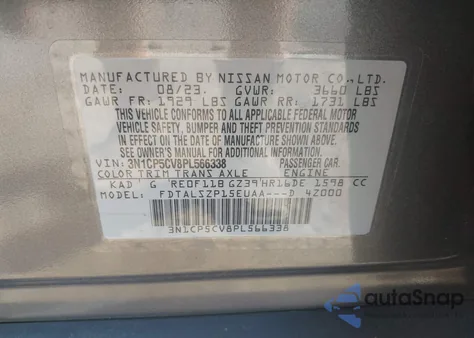 MANUFACTURED BY NISSAN MOTOR CO., LTD.
DATE: 08/23. GVWR: 3660 LBS
GAWR FR: 1929 LBS GAWR RR: 1731 LBS
THIS VEHICLE CONFORMS TO ALL APPLICABLE FEDERAL MOTOR
VEHICLE SAFETY, BUMPER AND THEFT PREVENTION STANDARDS
IN EFFECT ON THE DATE OF MANUFACTURE SHOWN ABOVE.
SEE OWNER'S MANUAL FOR ADDITIONAL INFORMATION
VIN: 3N1CP5CV8PL566338 PASSENGER CAR
COLOR TRIM TRANS AXLE ENGINE
KAD G RE0F11B GZ39 HR16DE 1598 CC
MODEL: FDTALSZP15EUAA---D 4Z000
3N1CP5CV8PL566338
autoSnap